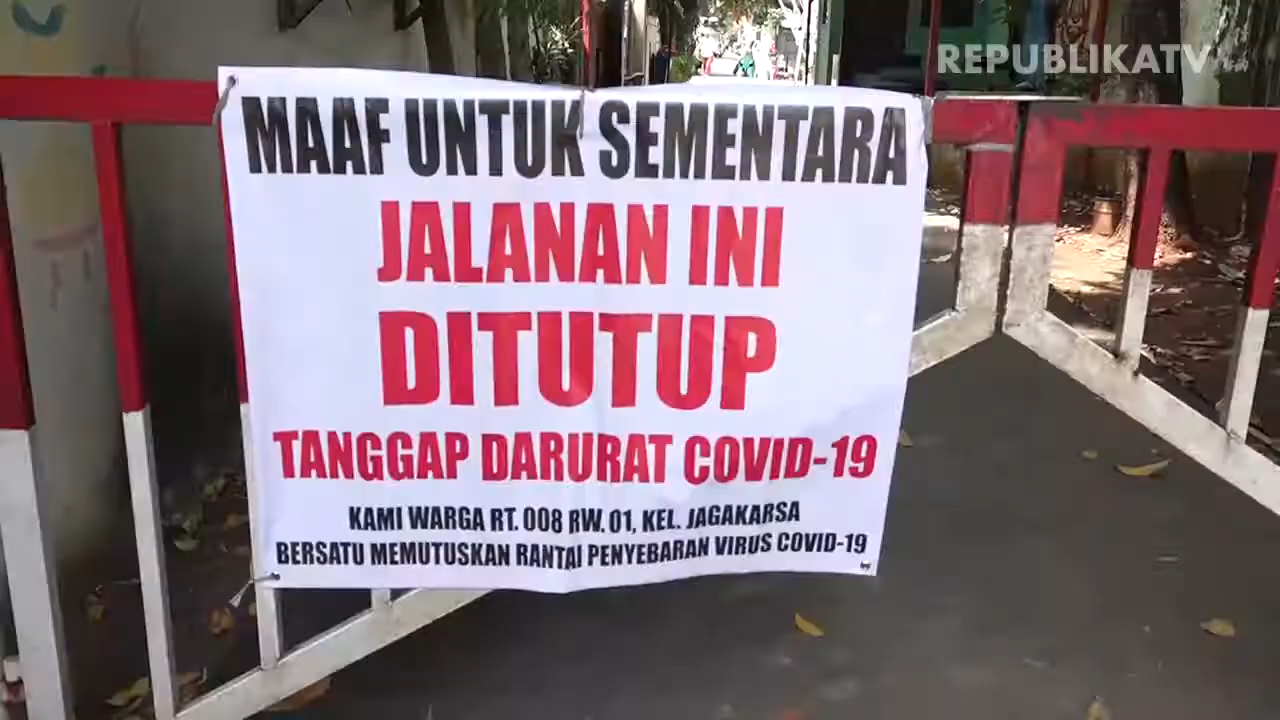 REPUBLIKATV
MAAF UNTUK SEMENTARA
JALANAN INI
DITUTUP
TANGGAP DARURAT COVID-19
KAMI WARGA RT. 008 RW. 01, KEL. JAGAKARSA
BERSATU MEMUTUSKAN RANTAI PENYEBARAN VIRUS COVID-19